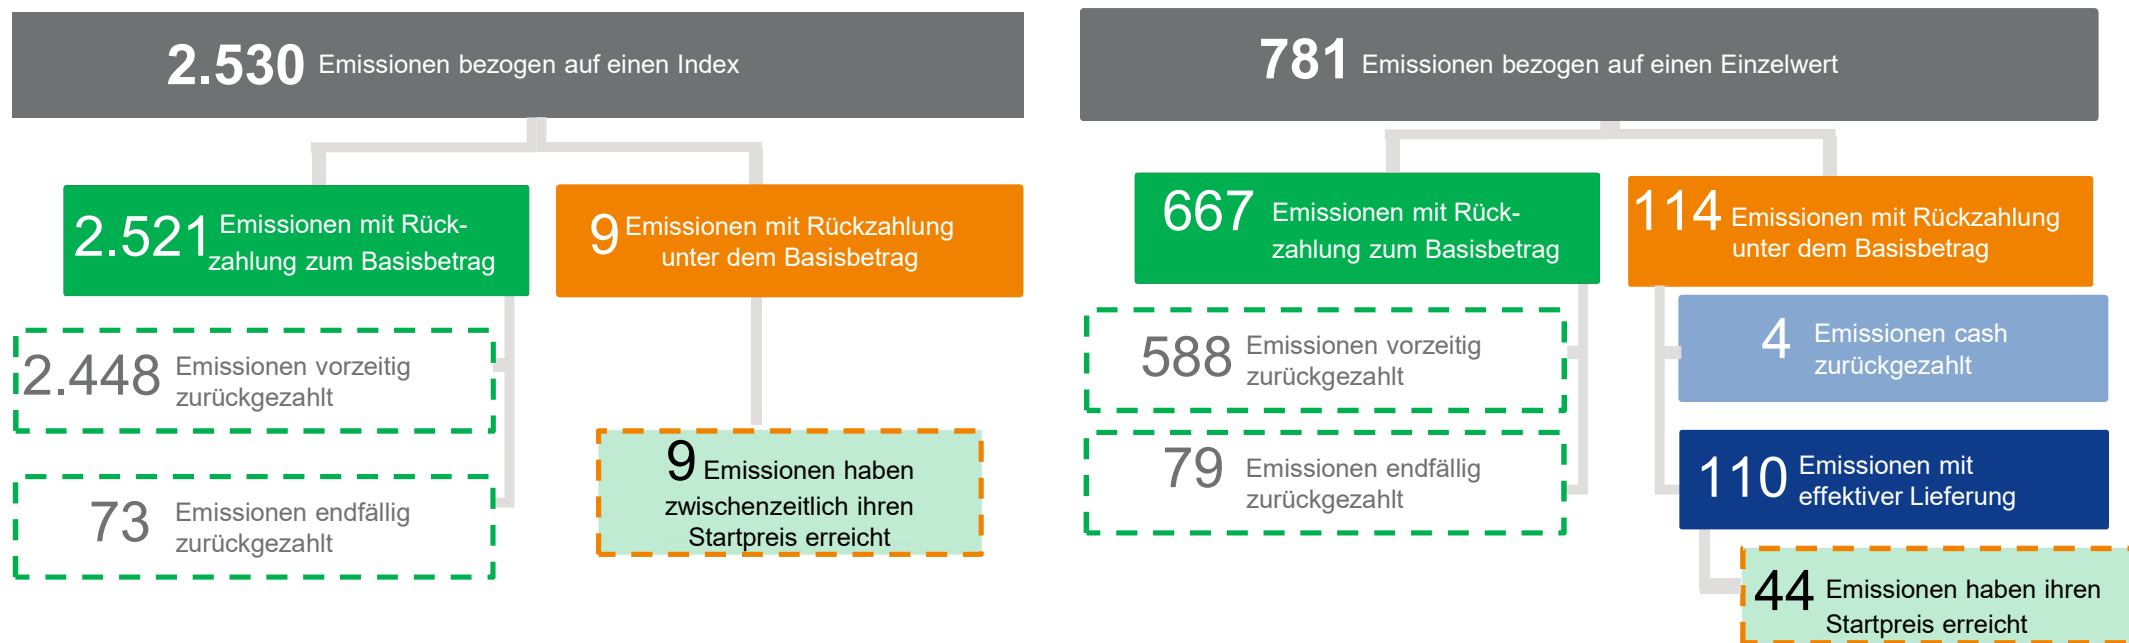 2.530 Emissionen bezogen auf einen Index
2.521 Emissionen mit Rück-
zahlung zum Basisbetrag
9 Emissionen mit Rückzahlung
unter dem Basisbetrag
2.448 Emissionen vorzeitig
zurückgezahlt
73 Emissionen endfällig
zurückgezahlt
9 Emissionen haben
zwischenzeitlich ihren
Startpreis erreicht
781 Emissionen bezogen auf einen Einzelwert
667 Emissionen mit Rück-
zahlung zum Basisbetrag
114 Emissionen mit Rückzahlung
unter dem Basisbetrag
588 Emissionen vorzeitig
zurückgezahlt
79 Emissionen endfällig
zurückgezahlt
4 Emissionen cash
zurückgezahlt
110 Emissionen mit
effektiver Lieferung
44 Emissionen haben ihren
Startpreis erreicht